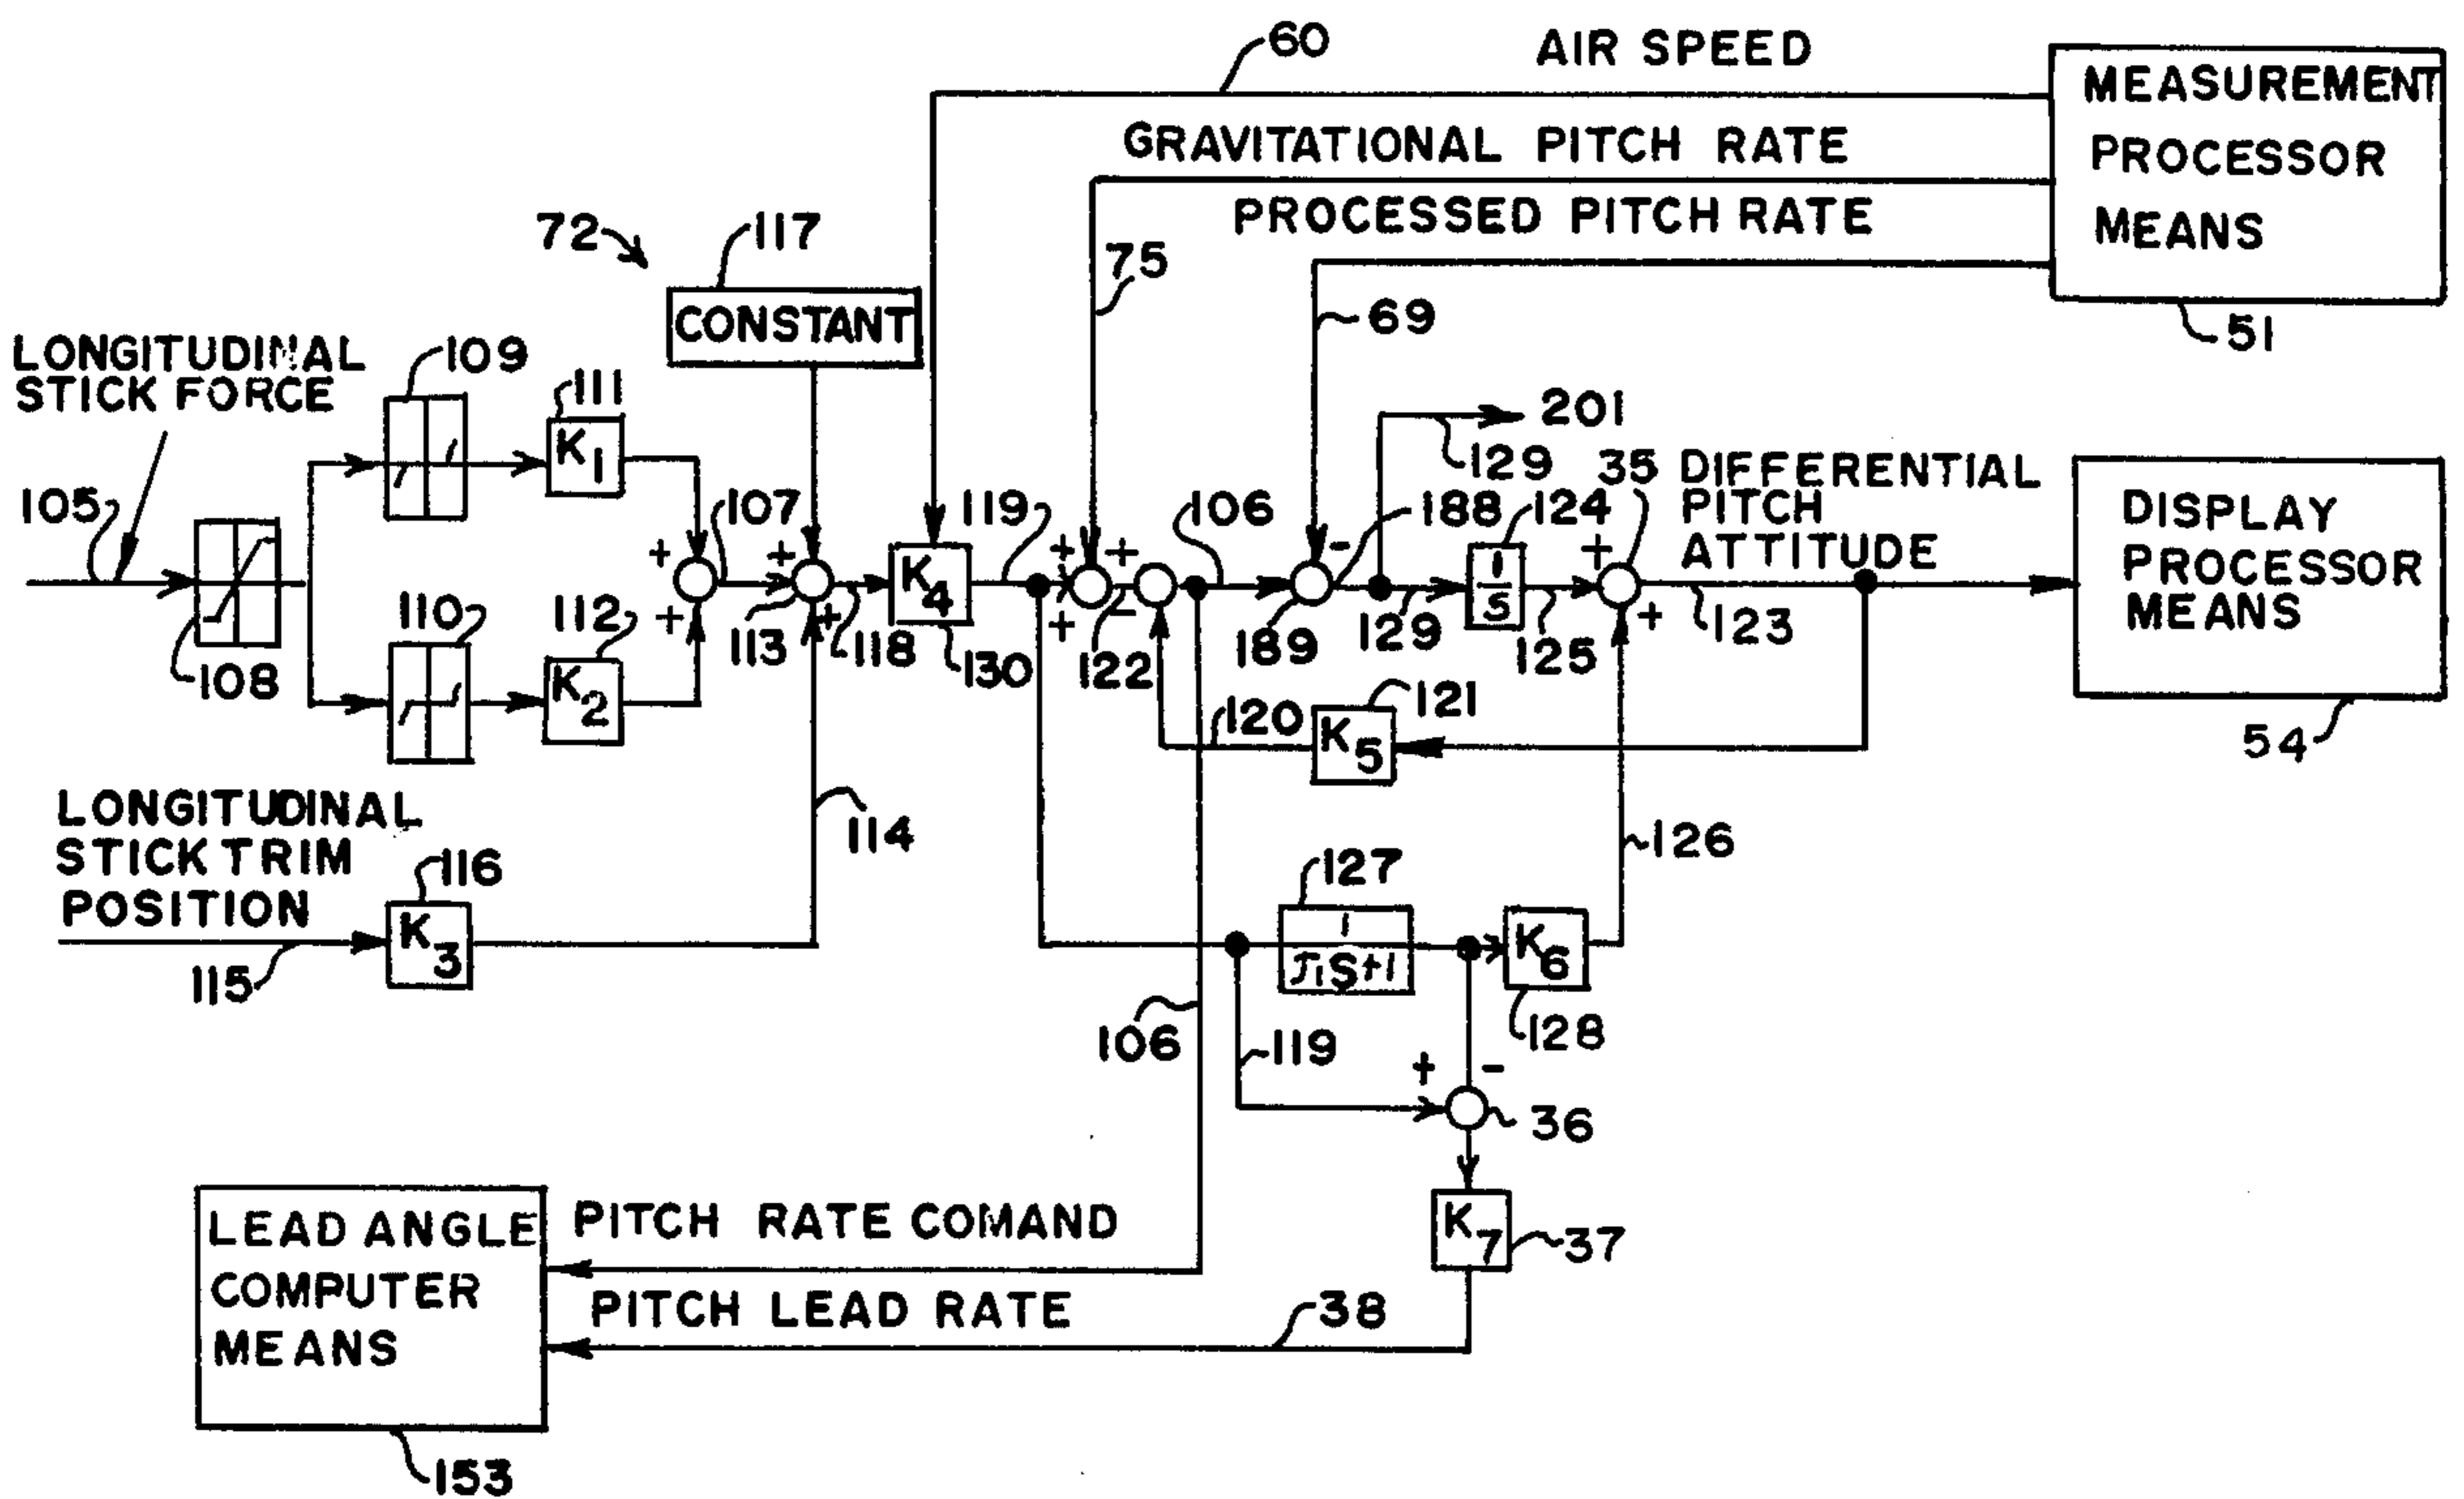 60
AIR SPEED
MEASUREMENT
PROCESSOR
MEANS
GRAVITATIONAL PITCH RATE
PROCESSED PITCH RATE
72
117
75
69
51
CONSTANT
LONGITUDINAL
STICK FORCE
109
111
K1
201
129
35
DIFFERENTIAL
PITCH
ATTITUDE
105
107
119
106
188
124
DISPLAY
PROCESSOR
MEANS
+
+
+
+
+
-
+
K4
1
S
108
110
112
+
+
+
-
+
K2
113
118
130
122
189
129
125
123
120
121
K5
54
LONGITUDINAL
STICK TRIM
POSITION
114
126
116
127
K3
1
τ1S+1
K6
115
106
119
128
+
-
36
LEAD ANGLE
COMPUTER
MEANS
PITCH RATE COMAND
K7
37
PITCH LEAD RATE
38
153